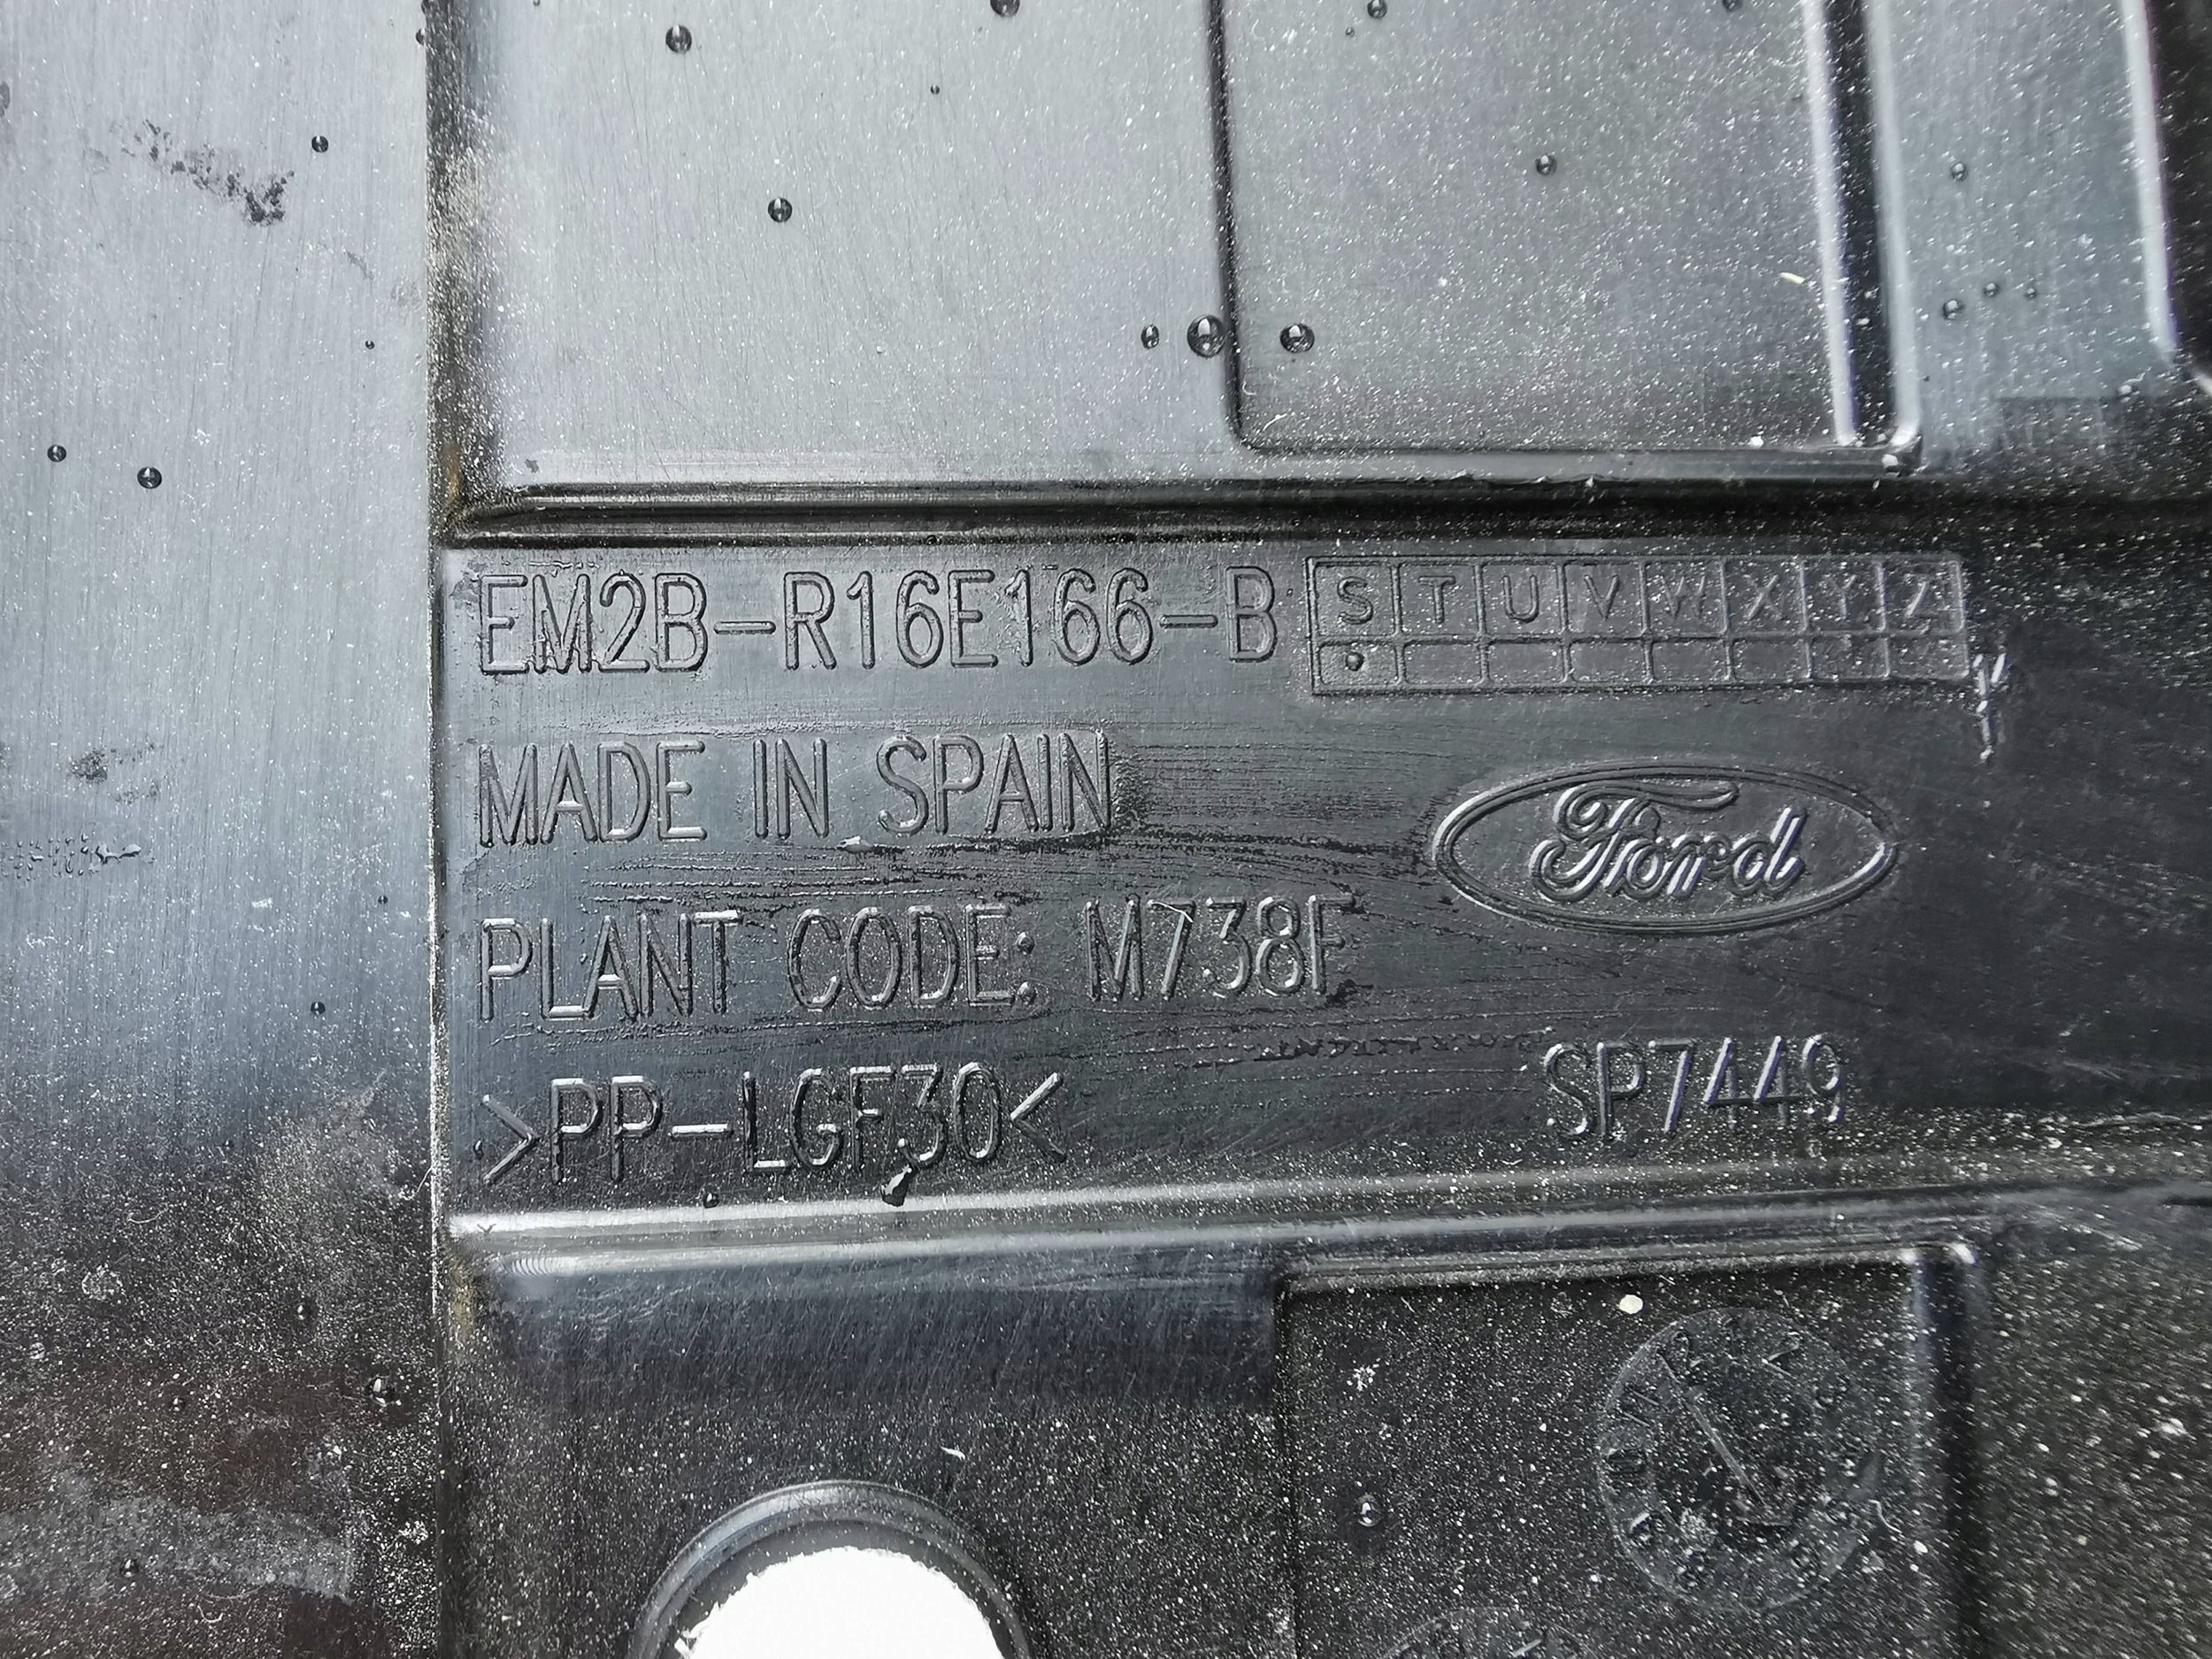 EM2B-R16E166-B
S T U V W X Y Z
MADE IN SPAIN
Ford
PLANT CODE: M738F
>PP-LGF30<
SP7449